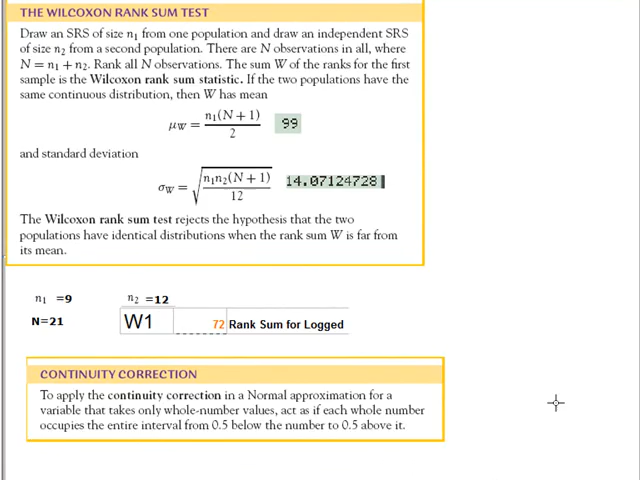 THE WILCOXON RANK SUM TEST
Draw an SRS of size n₁ from one population and draw an independent SRS
of size n₂ from a second population. There are N observations in all, where
N = n₁ + n₂. Rank all N observations. The sum W of the ranks for the first
sample is the Wilcoxon rank sum statistic. If the two populations have the
same continuous distribution, then W has mean
μW = n₁(N + 1) / 2 99
and standard deviation
σW = √(n₁n₂(N + 1) / 12) 14.07124728
The Wilcoxon rank sum test rejects the hypothesis that the two
populations have identical distributions when the rank sum W is far from
its mean.
n₁ =9 n₂ =12
N=21 W1 72 Rank Sum for Logged
CONTINUITY CORRECTION
To apply the continuity correction in a Normal approximation for a
variable that takes only whole-number values, act as if each whole number
occupies the entire interval from 0.5 below the number to 0.5 above it.